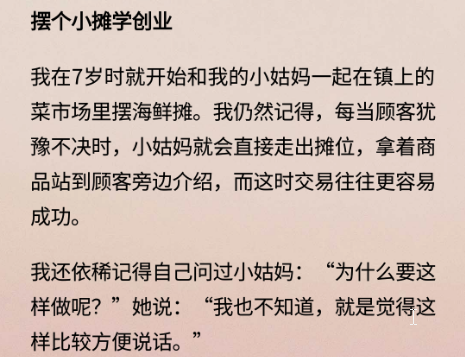 摆个小摊学创业
我在7岁时就开始和我的小姑妈一起在镇上的
菜市场里摆海鲜摊。我仍然记得，每当顾客犹
豫不决时，小姑妈就会直接走出摊位，拿着商
品站到顾客旁边介绍，而这时交易往往更容易
成功。
我还依稀记得自己问过小姑妈：“为什么要这
样做呢？”她说：“我也不知道，就是觉得这
样比较方便说话。”